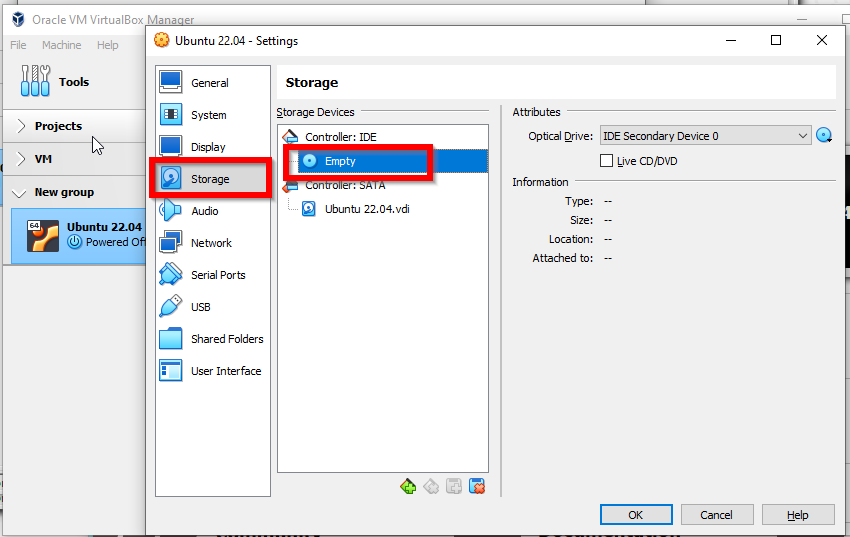 Oracle VM VirtualBox Manager
File Machine Help
Tools
Projects
VM
New group
64
Ubuntu 22.04
Powered Off
Ubuntu 22.04 - Settings
General
System
Display
Storage
Audio
Network
Serial Ports
USB
Shared Folders
User Interface
Storage
Storage Devices
Controller: IDE
Empty
Controller: SATA
Ubuntu 22.04.vdi
Attributes
Optical Drive: IDE Secondary Device 0
Live CD/DVD
Information
Type: --
Size: --
Location: --
Attached to: --
OK Cancel Help